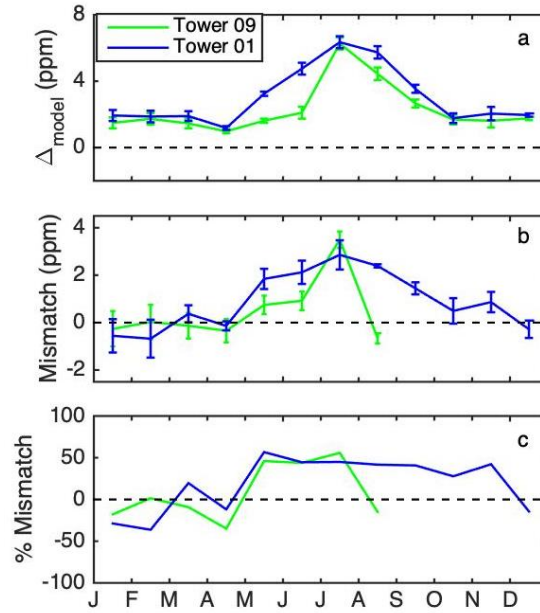 Tower 09
Tower 01
a
8
4
0
Δmodel (ppm)
b
4
2
0
-2
Mismatch (ppm)
J F M A M J J A S O N D
c
100
50
0
-50
-100
% Mismatch
J F M A M J J A S O N D